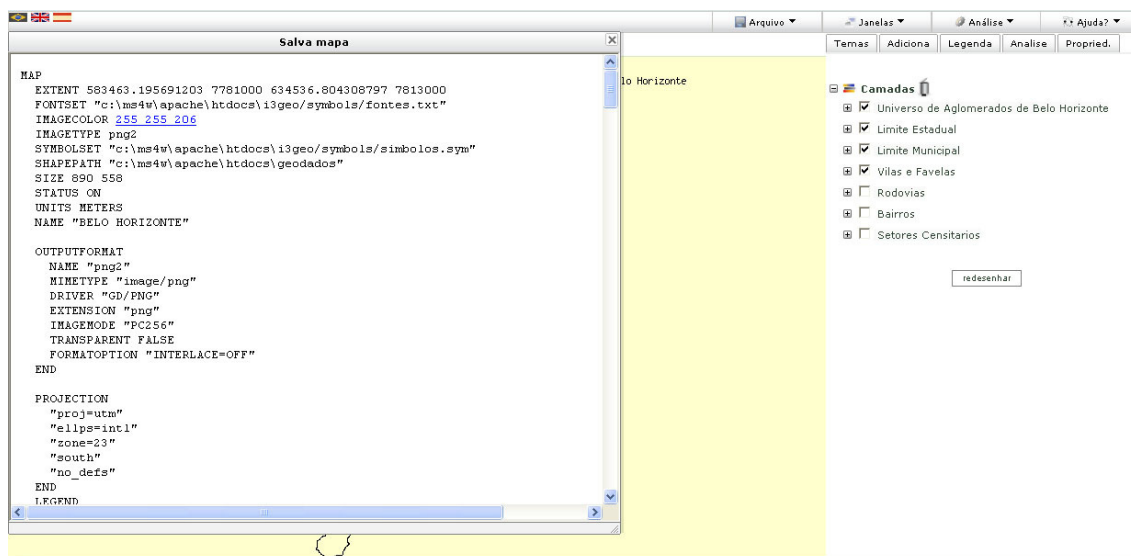 Arquivo
Janelas
Análise
Ajuda?
Salva mapa
MAP
EXTENT 583463.195691203 7781000 634536.804308797 7813000
FONTSET "c:\ms4w\apache\htdocs\i3geo/symbols/fontes.txt"
IMAGECOLOR 255 255 206
IMAGETYPE png2
SYMBOLSET "c:\ms4w\apache\htdocs\i3geo/symbols/simbolos.sym"
SHAPEPATH "c:\ms4w\apache\htdocs\geodados"
SIZE 890 558
STATUS ON
UNITS METERS
NAME "BELO HORIZONTE"
OUTPUTFORMAT
NAME "png2"
MIMETYPE "image/png"
DRIVER "GD/PNG"
EXTENSION "png"
IMAGEMODE "PC256"
TRANSPARENT FALSE
FORMATOPTION "INTERLACE=OFF"
END
PROJECTION
"proj=utm"
"ellps=intl"
"zone=23"
"south"
"no_defs"
END
LEGEND
lo Horizonte
Temas
Adiciona
Legenda
Analise
Propried.
Camadas
Universo de Aglomerados de Belo Horizonte
Limite Estadual
Limite Municipal
Vilas e Favelas
Rodovias
Bairros
Setores Censitarios
redesenhar